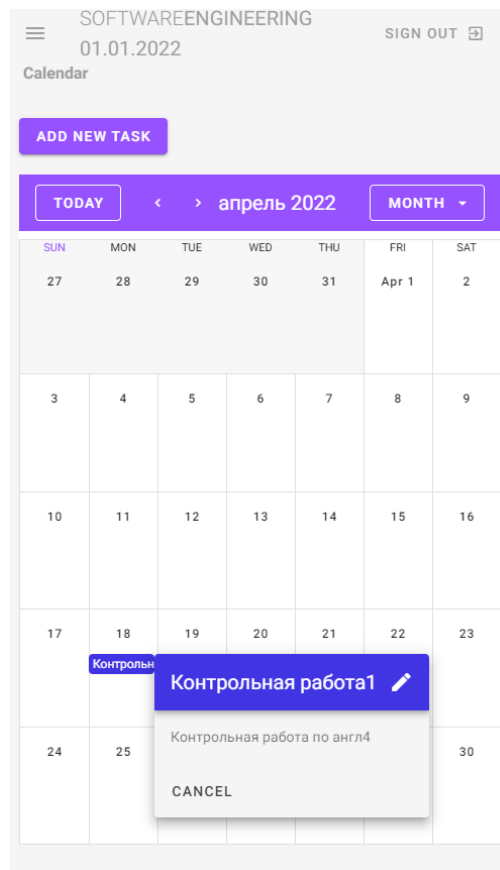 SOFTWAREENGINEERING
01.01.2022
SIGN OUT
Calendar
ADD NEW TASK
TODAY
апрель 2022
MONTH
SUN MON TUE WED THU FRI SAT
27 28 29 30 31 Apr 1 2
3 4 5 6 7 8 9
10 11 12 13 14 15 16
17 18 19 20 21 22 23
Контрольн
Контрольная работа1
Контрольная работа по англ4
24 25 30
CANCEL